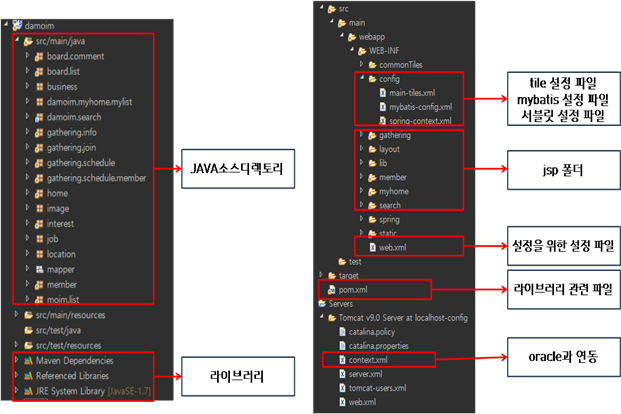 damoim
src/main/java
board.comment
board.list
business
damoim.myhome.mylist
damoim.search
gathering.info
gathering.join
gathering.schedule
gathering.schedule.member
home
image
interest
job
location
mapper
member
moim.list
src/main/resources
src/test/java
src/test/resources
Maven Dependencies
Referenced Libraries
JRE System Library [JavaSE-1.7]
JAVA소스디렉토리
라이브러리
src
main
webapp
WEB-INF
commonTiles
config
main-tiles.xml
mybatis-config.xml
spring-context.xml
gathering
layout
lib
member
myhome
search
spring
static
web.xml
test
target
pom.xml
Servers
Tomcat v9.0 Server at localhost-config
catalina.policy
catalina.properties
context.xml
server.xml
tomcat-users.xml
web.xml
tile 설정 파일
mybatis 설정 파일
서블릿 설정 파일
jsp 폴더
설정을 위한 설정 파일
라이브러리 관련 파일
oracle과 연동